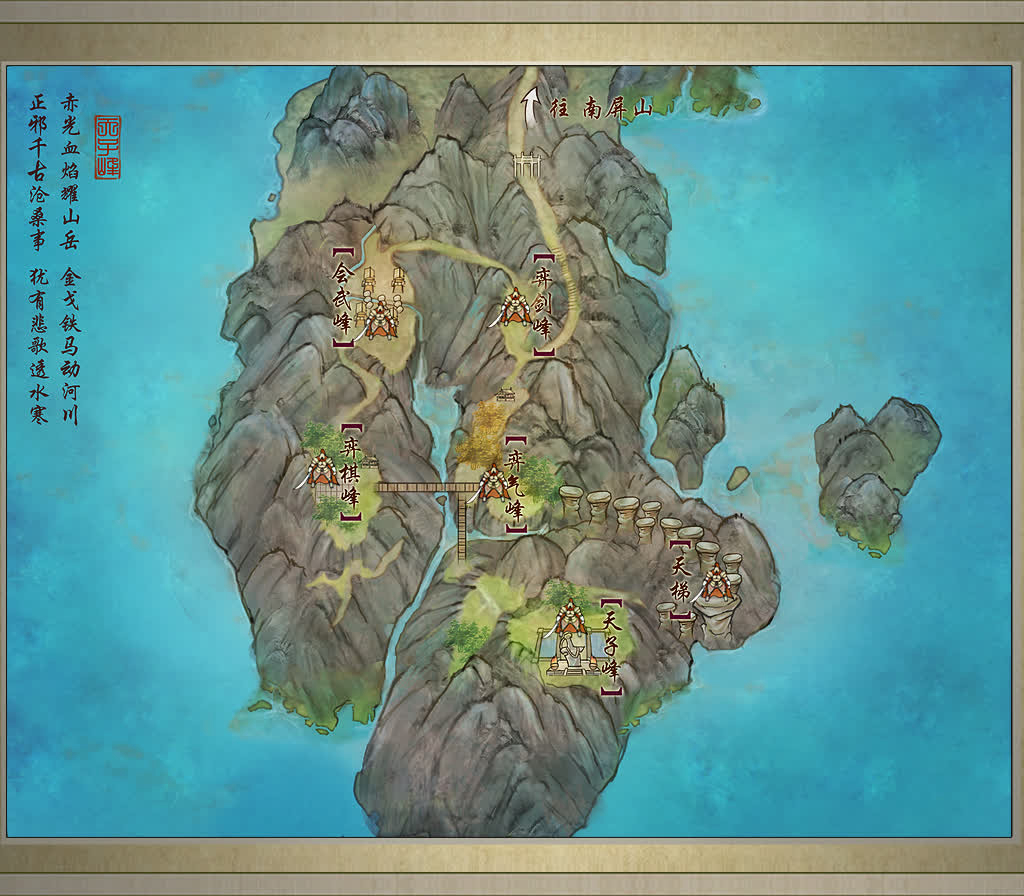 赤光血焰耀山岳 金戈铁马动河川
正邪千古沧桑事 犹有悲歌透水寒
天子峰
往 南屏山
【会武峰】
【弈剑峰】
【弈棋峰】
【弈气峰】
【天梯】
【天子峰】